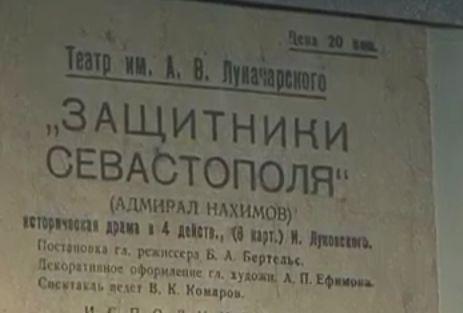 Цена 20 коп.
Театр им. А. В. Луначарского
„ЗАЩИТНИКИ
СЕВАСТОПОЛЯ“
(АДМИРАЛ НАХИМОВ)
историческая драма в 4 действ., (8 карт.) И. Луковского.
Постановка гл. режиссера Б. А. Бертельс.
Декоративное оформление гл. художн. А. П. Ефимова.
Спектакль ведет В. К. Комаров.